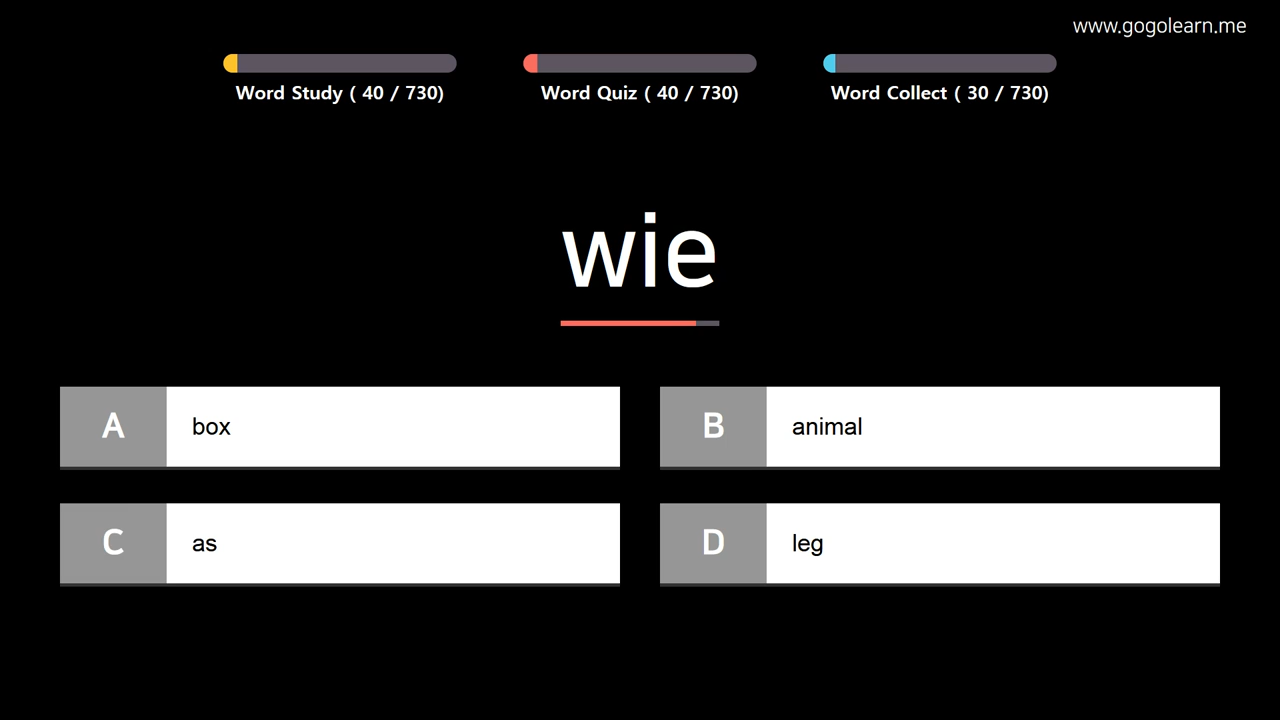 www.gogolearn.me
Word Study ( 40 / 730)
Word Quiz ( 40 / 730)
Word Collect ( 30 / 730)
wie
A box
B animal
C as
D leg